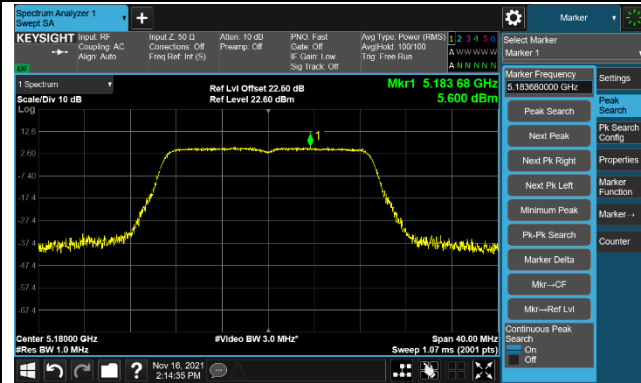 Spectrum Analyzer 1
Swept SA
Marker
KEYSIGHT
Input: RF
Coupling: AC
Align: Auto
Input Z: 50 Ω
Corrections: Off
Freq Ref: Int (S)
Atten: 10 dB
Preamp: Off
PNO: Fast
Gate: Off
IF Gain: Low
Sig Track: Off
Avg Type: Power (RMS)
Avg|Hold: 100/100
Trig: Free Run
1 2 3 4 5 6
A W W W W W
A N N N N N
LXI
Select Marker
Marker 1
1 Spectrum
Scale/Div 10 dB
Log
Ref Lvl Offset 22.60 dB
Ref Level 22.60 dBm
Mkr1 5.183 68 GHz
5.600 dBm
12.6
2.60
-7.40
-17.4
-27.4
-37.4
-47.4
-57.4
-67.4
1
Center 5.18000 GHz
#Res BW 1.0 MHz
#Video BW 3.0 MHz*
Span 40.00 MHz
Sweep 1.07 ms (2001 pts)
Marker Frequency
5.183680000 GHz
Peak Search
Next Peak
Next Pk Right
Next Pk Left
Minimum Peak
Pk-Pk Search
Marker Delta
Mkr→CF
Mkr→Ref Lvl
Continuous Peak
Search
On
Off
Settings
Peak
Search
Pk Search
Config
Properties
Marker
Function
Marker→
Counter
?
Nov 16, 2021
2:14:35 PM